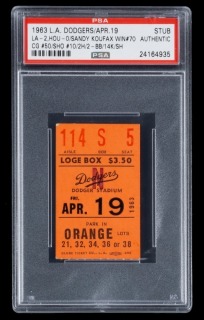 PSA
1963 L.A. DODGERS/APR.19 STUB
LA-2,HOU-0/SANDY KOUFAX WIN#70 AUTHENTIC
CG #50/SHO #10/2H/2-BB/14K/SH
PSA 24164935
114 S 5
AISLE ROW SEAT
LOGE BOX $3.50
N
Dodgers
DODGER STADIUM
FRI.
APR. 19 1963
PARK IN
ORANGE LOTS
21, 32, 34, 36 or 38